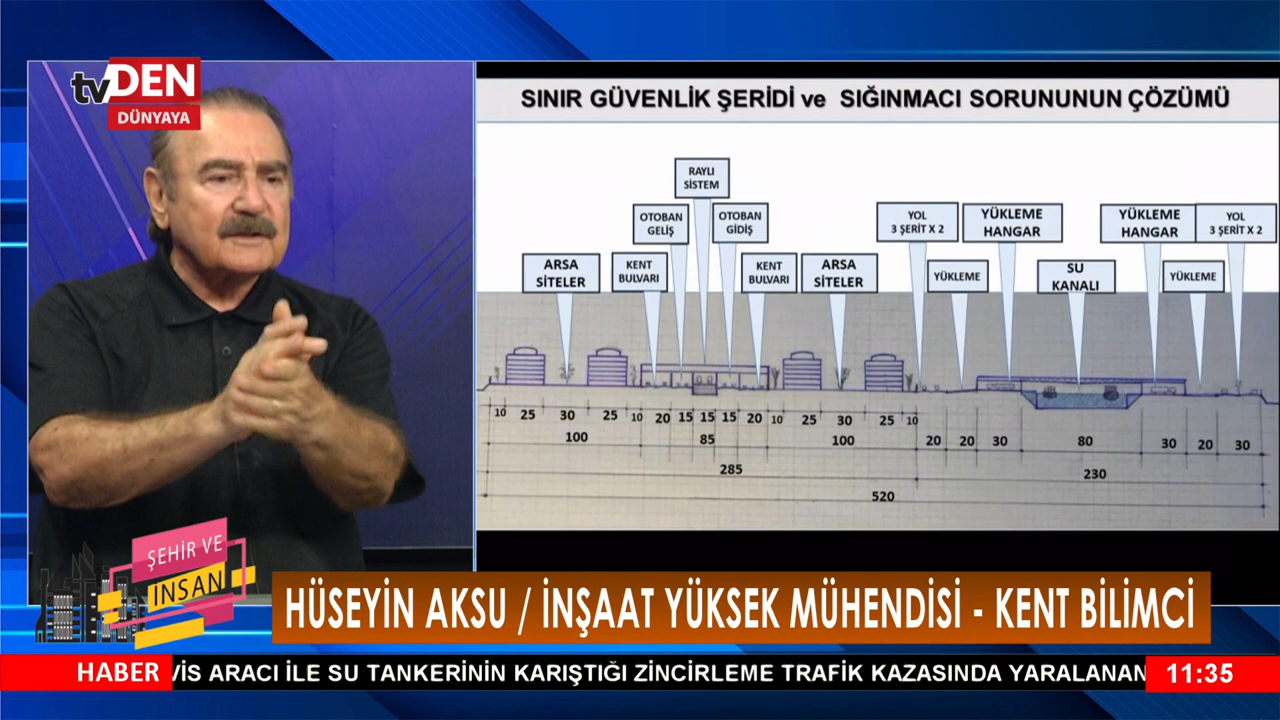 tvDEN
DÜNYAYA
SINIR GÜVENLİK ŞERİDİ ve SIĞINMACI SORUNUNUN ÇÖZÜMÜ
RAYLI
SİSTEM
OTOBAN
GELİŞ
OTOBAN
GİDİŞ
YOL
3 ŞERİT X 2
YÜKLEME
HANGAR
YÜKLEME
HANGAR
YOL
3 ŞERİT X 2
ARSA
SİTELER
KENT
BULVARI
KENT
BULVARI
ARSA
SİTELER
YÜKLEME
SU
KANALI
YÜKLEME
10 25 30 25 10 20 15 15 15 20 10 25 30 25 10
100 85 100 20 20 30 80 30 20 30
285 230
520
ŞEHİR VE
İNSAN
HÜSEYİN AKSU / İNŞAAT YÜKSEK MÜHENDİSİ - KENT BİLİMCİ
HABER VİS ARACI İLE SU TANKERİNİN KARIŞTIĞI ZİNCİRLEME TRAFİK KAZASINDA YARALANAN 11:35